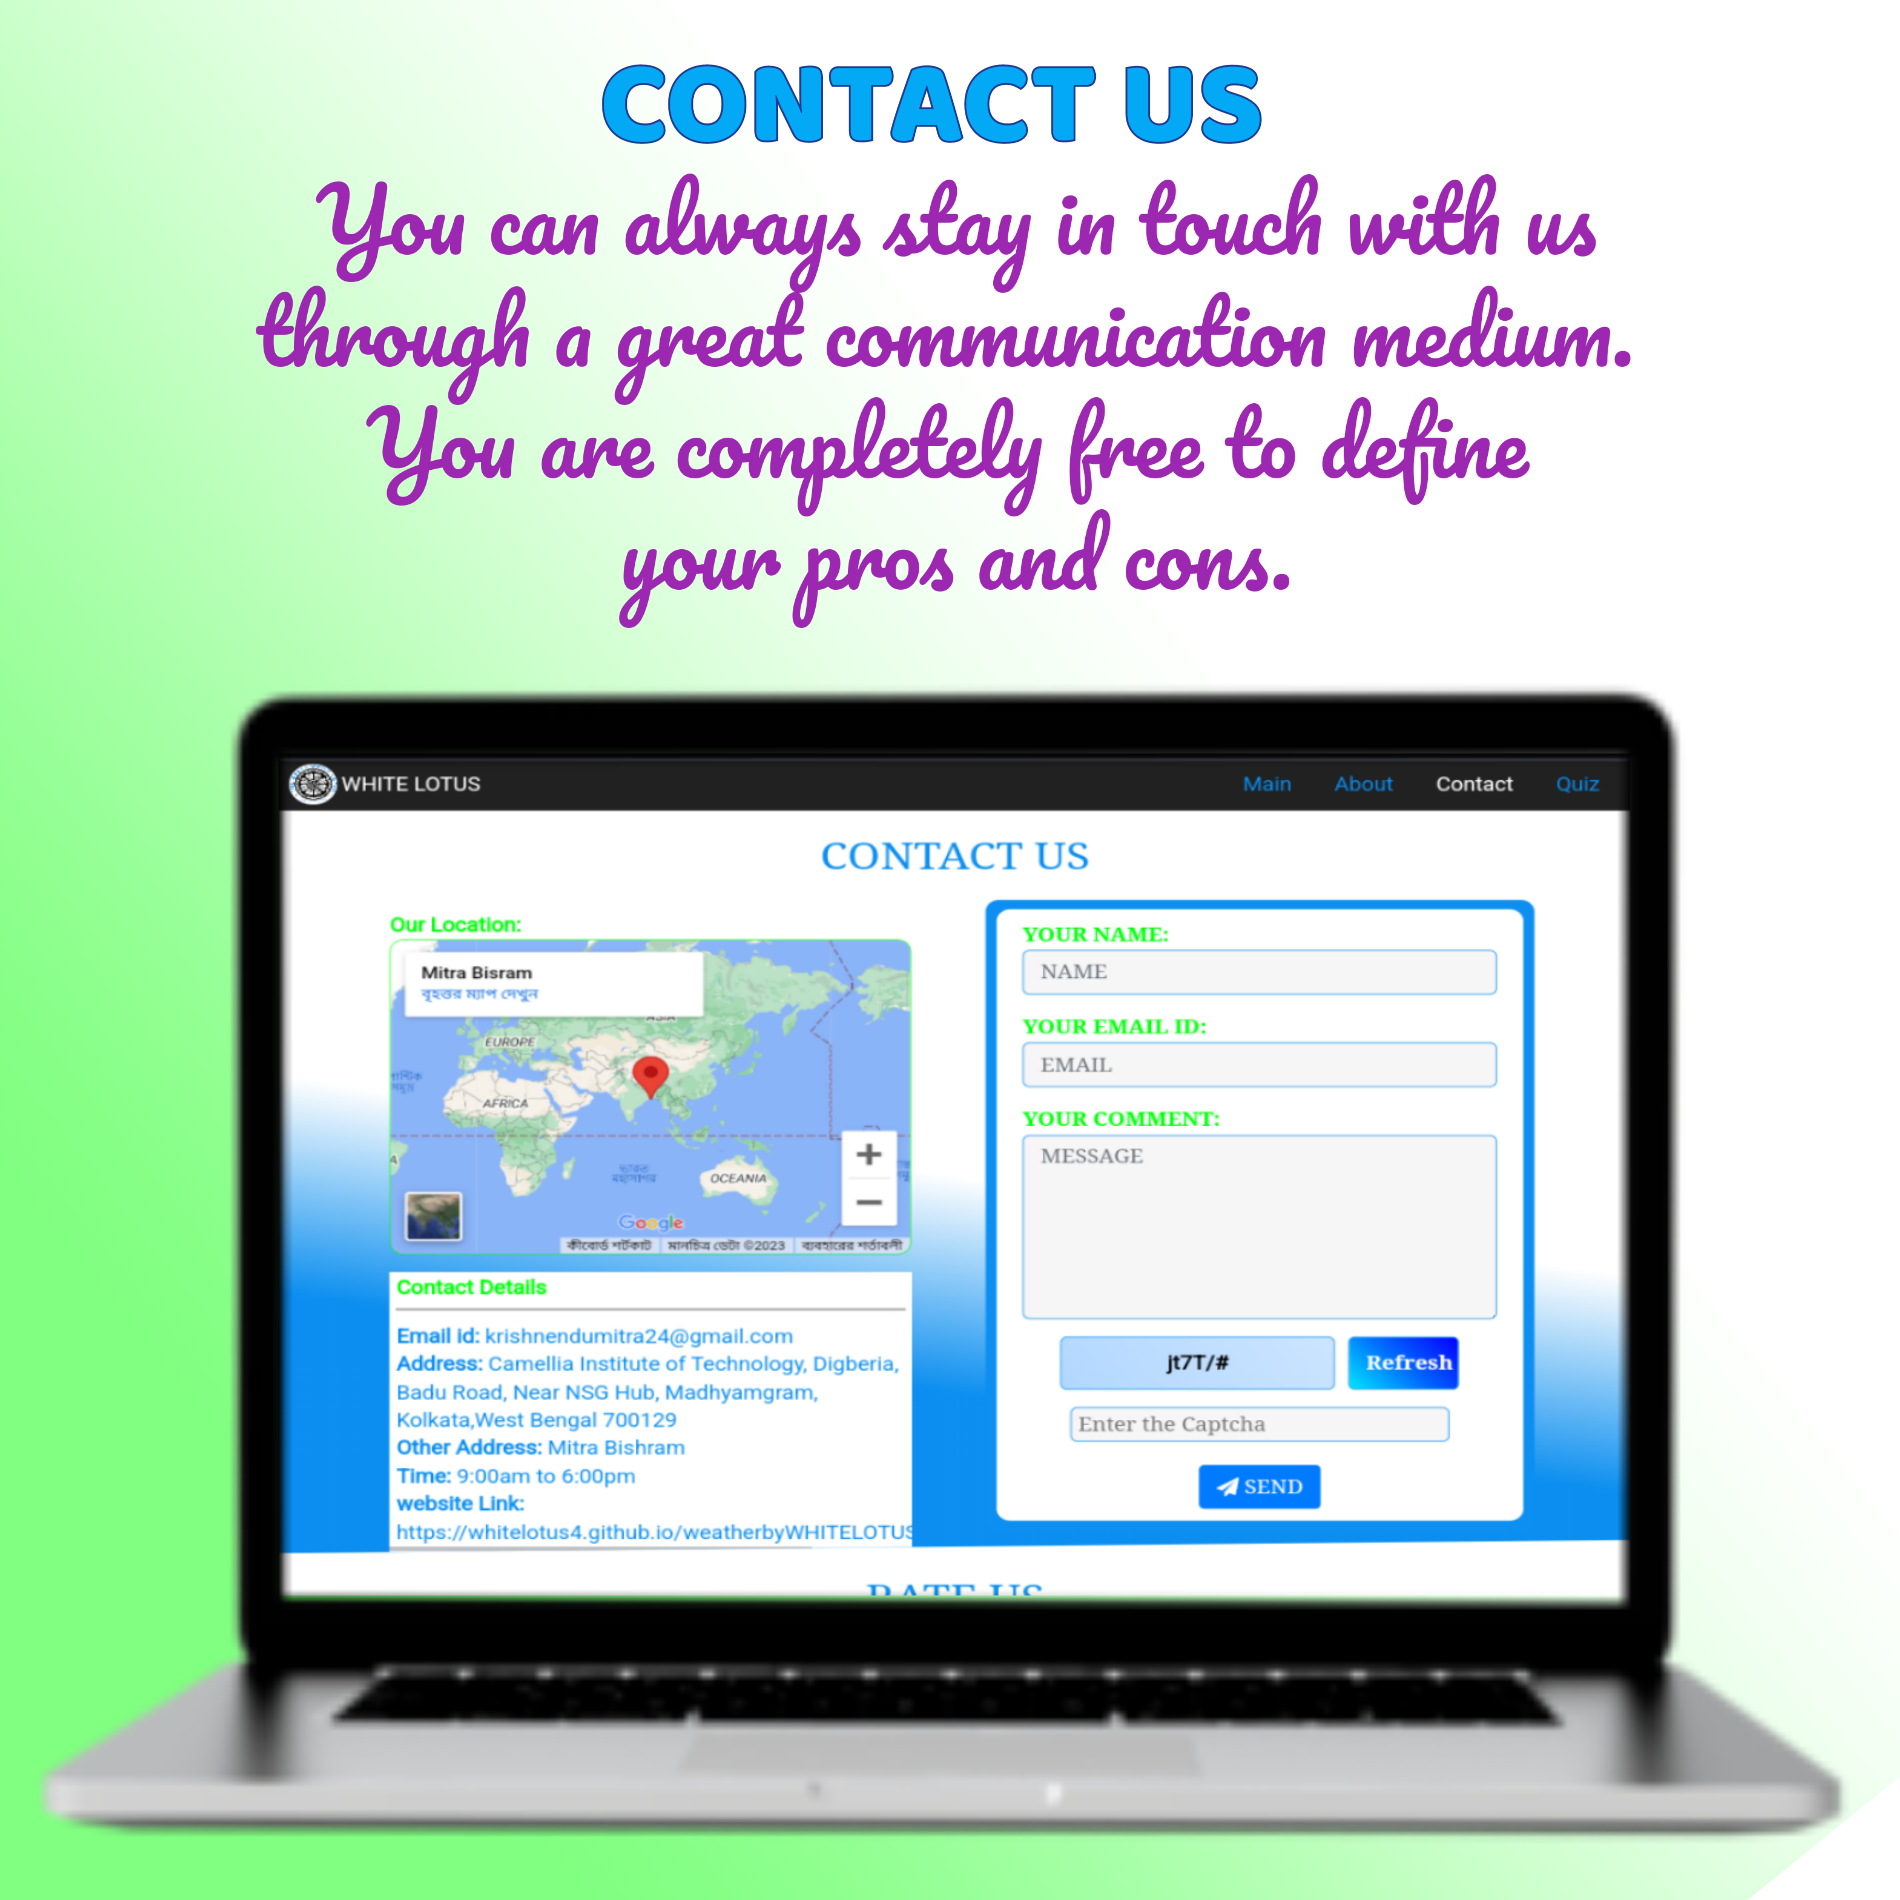 CONTACT US
You can always stay in touch with us
through a great communication medium.
You are completely free to define
your pros and cons.
WHITE LOTUS
Main
About
Contact
Quiz
CONTACT US
Our Location:
Mitra Bisram
বৃহত্তর ম্যাপ দেখুন
ASIA
EUROPE
AFRICA
ভারত
মহাসাগর
OCEANIA
Google
কীবোর্ড শর্টকাট
মানচিত্র ডেটা ©2023
ব্যবহারের শর্তাবলী
Contact Details
Email id: krishnendumitra24@gmail.com
Address: Camellia Institute of Technology, Digberia,
Badu Road, Near NSG Hub, Madhyamgram,
Kolkata,West Bengal 700129
Other Address: Mitra Bishram
Time: 9:00am to 6:00pm
website Link:
https://whitelotus4.github.io/weatherbyWHITELOTUS
YOUR NAME:
NAME
YOUR EMAIL ID:
EMAIL
YOUR COMMENT:
MESSAGE
jt7T/#
Refresh
Enter the Captcha
SEND
RATE US